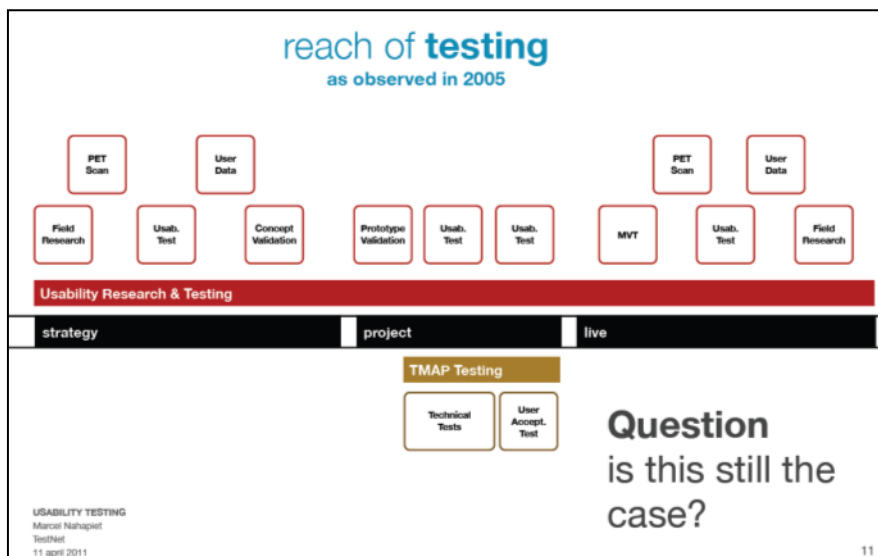 reach of testing
as observed in 2005
PET
Scan
User
Data
PET
Scan
User
Data
Field
Research
Usab.
Test
Concept
Validation
Prototype
Validation
Usab.
Test
Usab.
Test
MVT
Usab.
Test
Field
Research
Usability Research & Testing
strategy
project
live
TMAP Testing
Technical
Tests
User
Accept.
Test
Question
is this still the
case?
USABILITY TESTING
Marcel Nahapiet
TestNet
11 april 2011
11